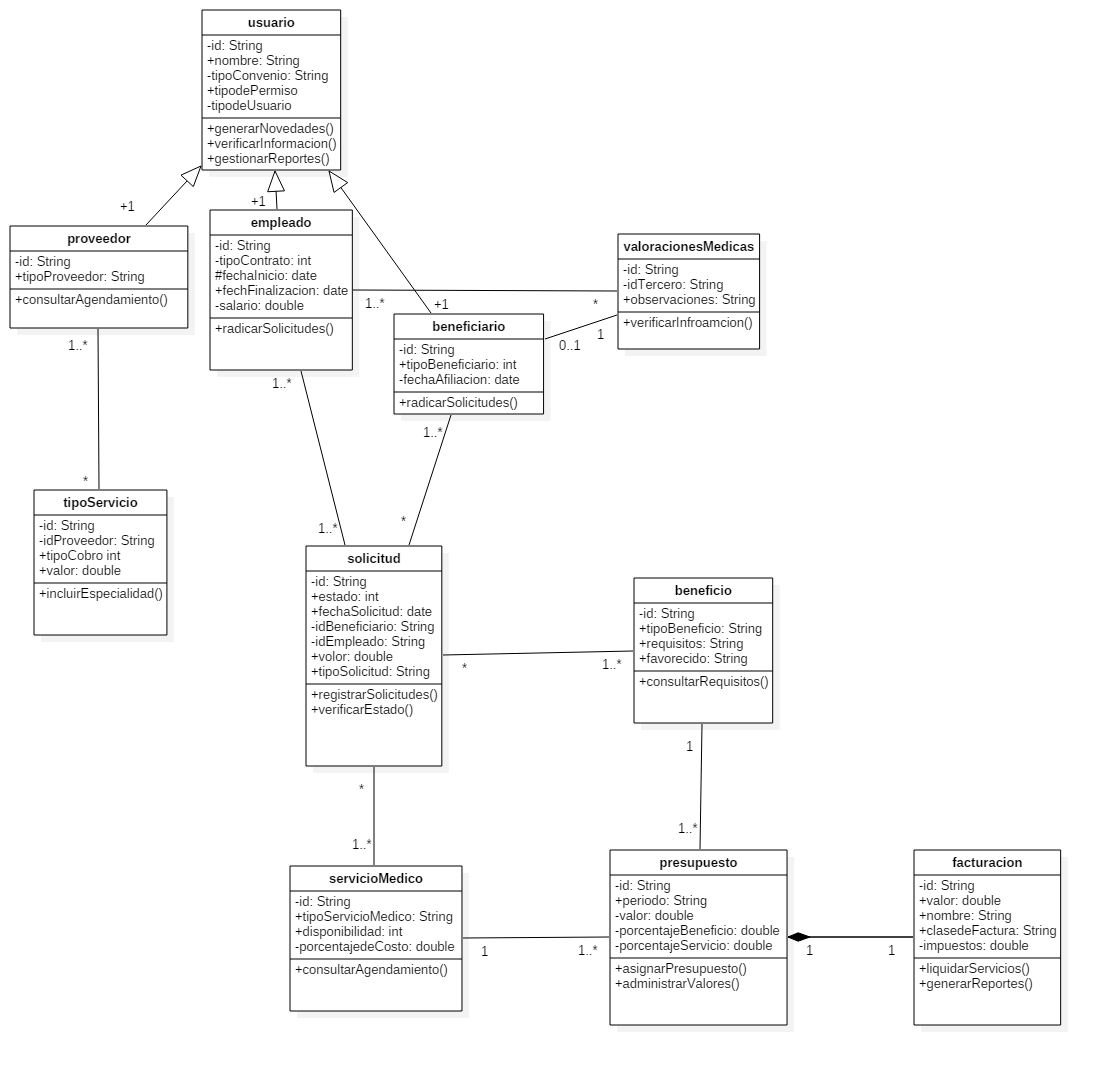 usuario
-id: String
+nombre: String
-tipoConvenio: String
+tipodePermiso
-tipodeUsuario
+generarNovedades()
+verificarInformacion()
+gestionarReportes()
+1
+1
+1
proveedor
-id: String
+tipoProveedor: String
+consultarAgendamiento()
1..*
*
empleado
-id: String
-tipoContrato: int
#fechaInicio: date
+fechFinalizacion: date
-salario: double
+radicarSolicitudes()
1..*
*
1..*
1..*
valoracionesMedicas
-id: String
-idTercero: String
+observaciones: String
+verificarInfroamcion()
beneficiario
-id: String
+tipoBeneficiario: int
-fechaAfiliacion: date
+radicarSolicitudes()
0..1
1
1..*
*
tipoServicio
-id: String
-idProveedor: String
+tipoCobro int
+valor: double
+incluirEspecialidad()
solicitud
-id: String
+estado: int
+fechaSolicitud: date
-idBeneficiario: String
-idEmpleado: String
+volor: double
+tipoSolicitud: String
+registrarSolicitudes()
+verificarEstado()
*
1..*
*
1..*
beneficio
-id: String
+tipoBeneficio: String
+requisitos: String
+favorecido: String
+consultarRequisitos()
1
1..*
servicioMedico
-id: String
+tipoServicioMedico: String
+disponibilidad: int
-porcentajedeCosto: double
+consultarAgendamiento()
1
1..*
presupuesto
-id: String
+periodo: String
-valor: double
-porcentajeBeneficio: double
-porcentajeServicio: double
+asignarPresupuesto()
+administrarValores()
1
1
facturacion
-id: String
+valor: double
+nombre: String
+clasedeFactura: String
-impuestos: double
+liquidarServicios()
+generarReportes()